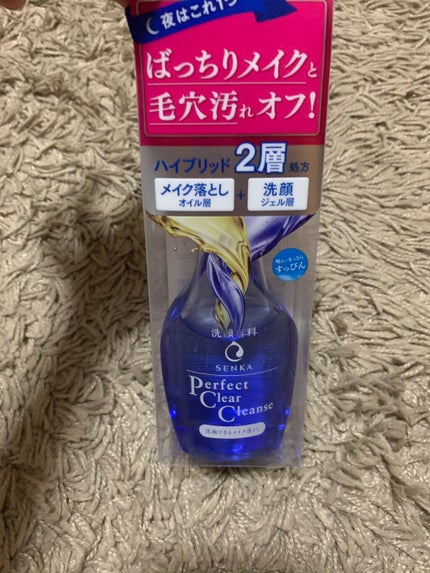 夜はこれ1つ
ばっちりメイクと
毛穴汚れオフ!
ハイブリッド2層処方
メイク落とし
オイル層
+
洗顔
ジェル層
すっぴん
洗顔専科
SENKA
Perfect
Clear
Cleanse
洗顔できるメイク落とし